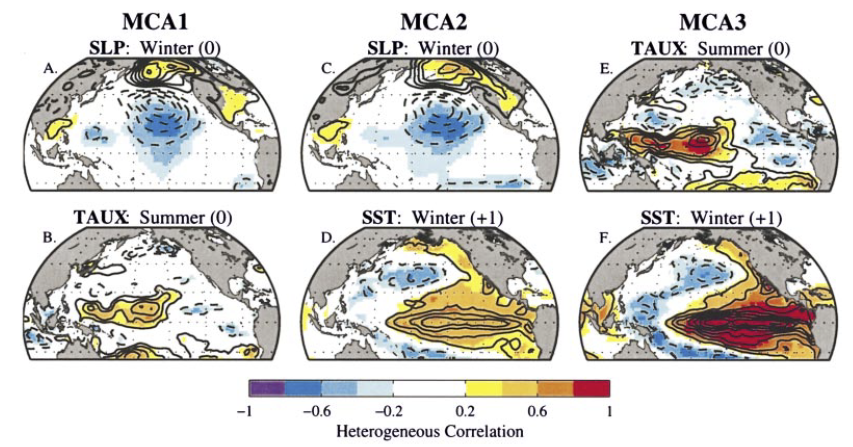 MCA1 MCA2 MCA3
SLP: Winter (0) SLP: Winter (0) TAUX: Summer (0)
A. C. E.
TAUX: Summer (0) SST: Winter (+1) SST: Winter (+1)
B. D. F.
−1 −0.6 −0.2 0.2 0.6 1
Heterogeneous Correlation